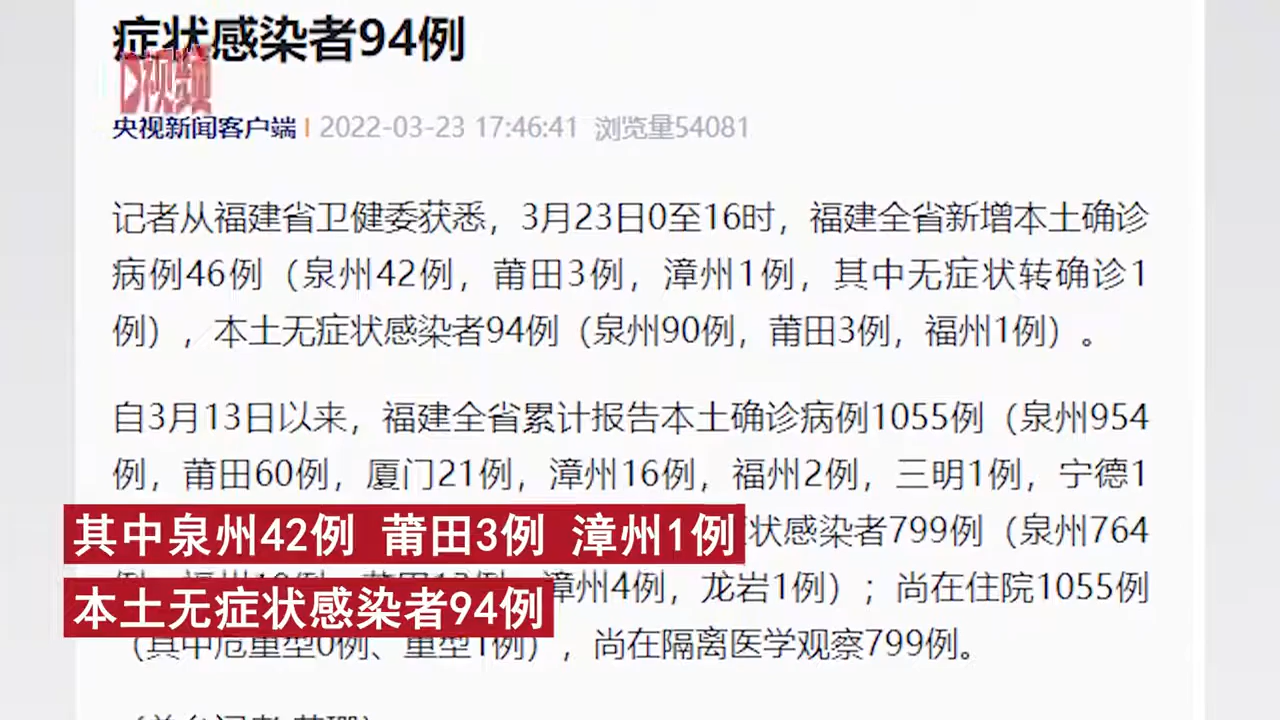 症状感染者94例
视频
央视新闻客户端 | 2022-03-23 17:46:41 浏览量54081
记者从福建省卫健委获悉，3月23日0至16时，福建全省新增本土确诊
病例46例（泉州42例，莆田3例，漳州1例，其中无症状转确诊1
例），本土无症状感染者94例（泉州90例，莆田3例，福州1例）。
自3月13日以来，福建全省累计报告本土确诊病例1055例（泉州954
例，莆田60例，厦门21例，漳州16例，福州2例，三明1例，宁德1
其中泉州42例 莆田3例 漳州1例
状感染者799例（泉州764
漳州4例，龙岩1例）；尚在住院1055例
本土无症状感染者94例
（其中危重型0例、重型1例），尚在隔离医学观察799例。